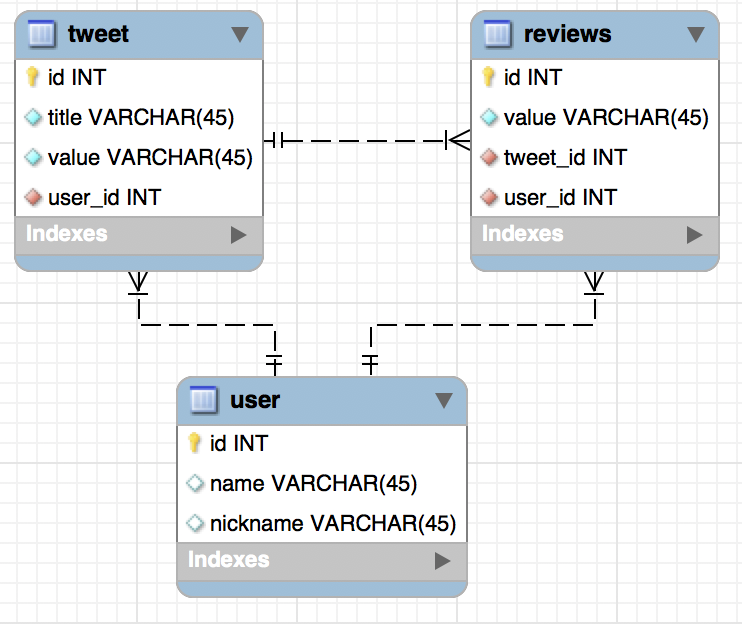 tweet
id INT
title VARCHAR(45)
value VARCHAR(45)
user_id INT
Indexes
reviews
id INT
value VARCHAR(45)
tweet_id INT
user_id INT
Indexes
user
id INT
name VARCHAR(45)
nickname VARCHAR(45)
Indexes